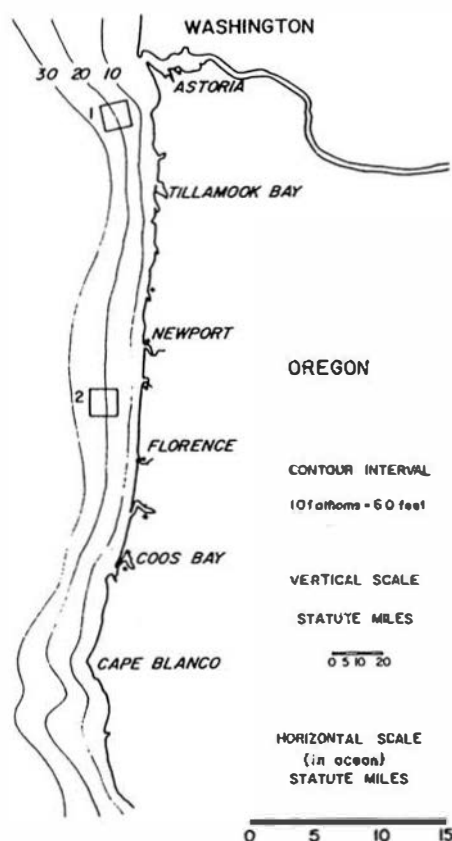 WASHINGTON
30 20 10
ASTORIA
1
TILLAMOOK BAY
NEWPORT
OREGON
2
FLORENCE
CONTOUR INTERVAL
10 fathoms = 60 feet
COOS BAY
VERTICAL SCALE
STATUTE MILES
0 5 10 20
CAPE BLANCO
HORIZONTAL SCALE
(in ocean)
STATUTE MILES
0 5 10 15